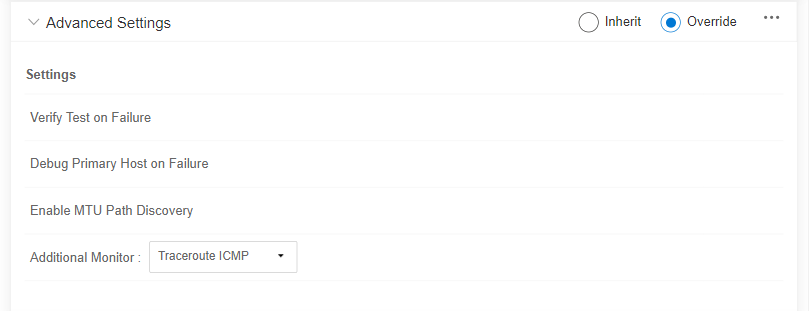 Advanced Settings Inherit Override ...
Settings
Verify Test on Failure
Debug Primary Host on Failure
Enable MTU Path Discovery
Additional Monitor : Traceroute ICMP